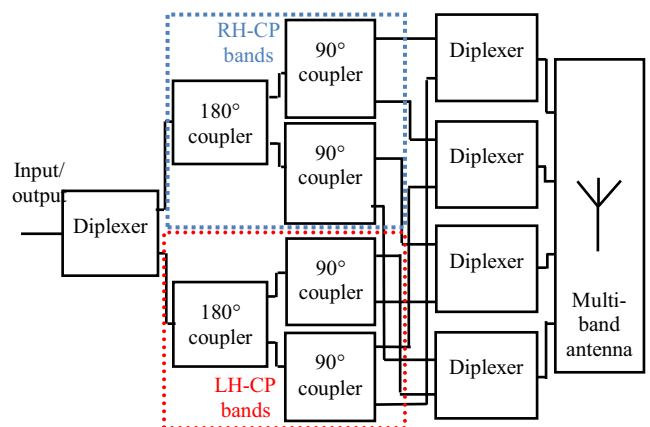 RH-CP
bands
90°
coupler
Diplexer
180°
coupler
90°
coupler
Diplexer
Input/
output
Diplexer
90°
coupler
Diplexer
180°
coupler
90°
coupler
Diplexer
LH-CP
bands
Multi-
band
antenna